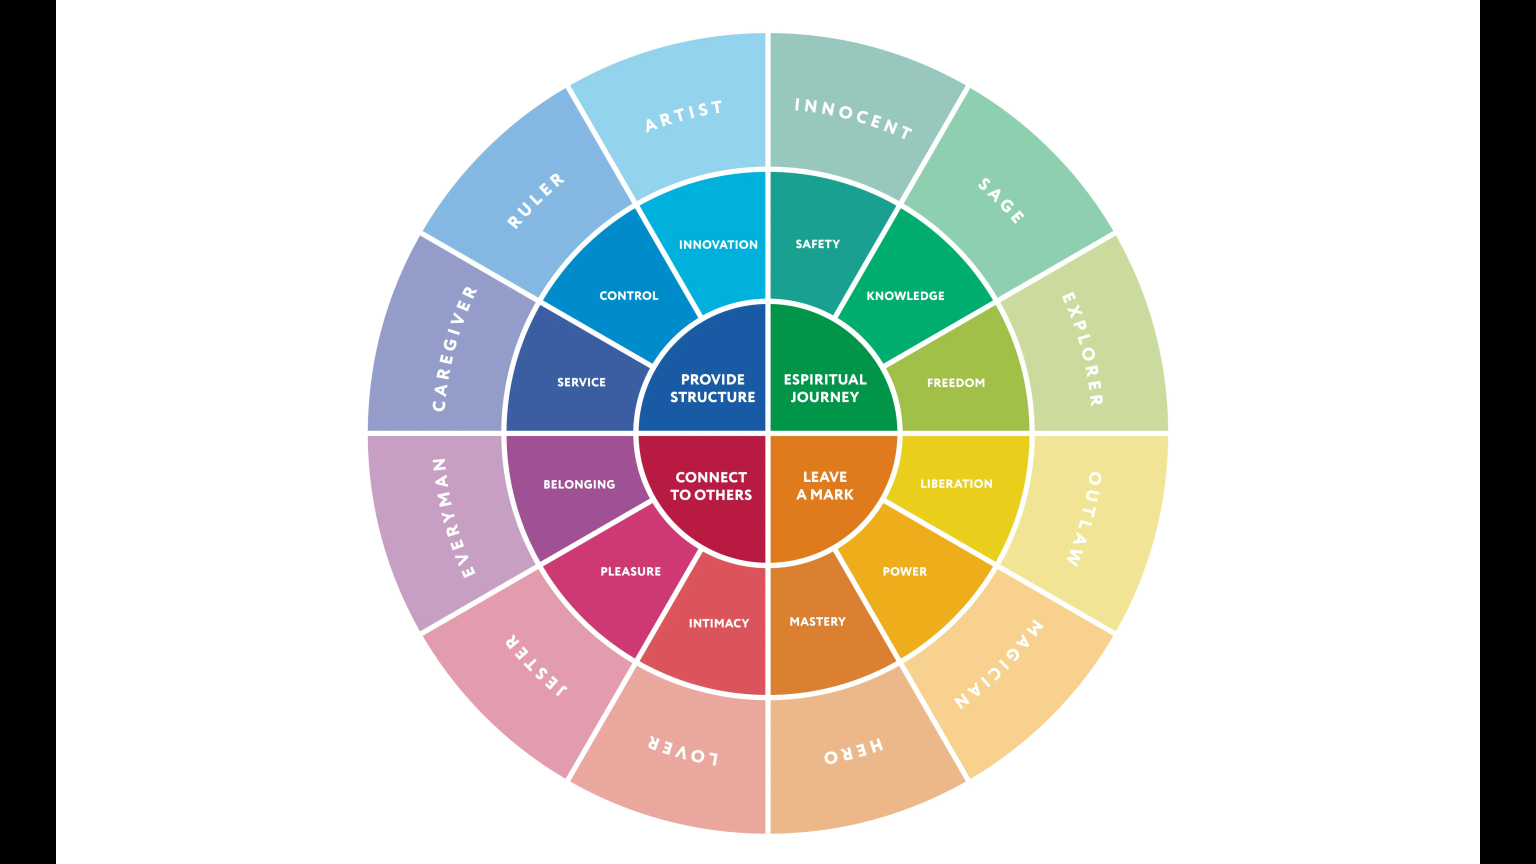 ARTIST
INNOCENT
SAGE
EXPLORER
OUTLAW
MAGICIAN
HERO
LOVER
JESTER
EVERYMAN
CAREGIVER
RULER
INNOVATION
SAFETY
KNOWLEDGE
FREEDOM
LIBERATION
POWER
MASTERY
INTIMACY
PLEASURE
BELONGING
SERVICE
CONTROL
PROVIDE
STRUCTURE
ESPIRITUAL
JOURNEY
CONNECT
TO OTHERS
LEAVE
A MARK